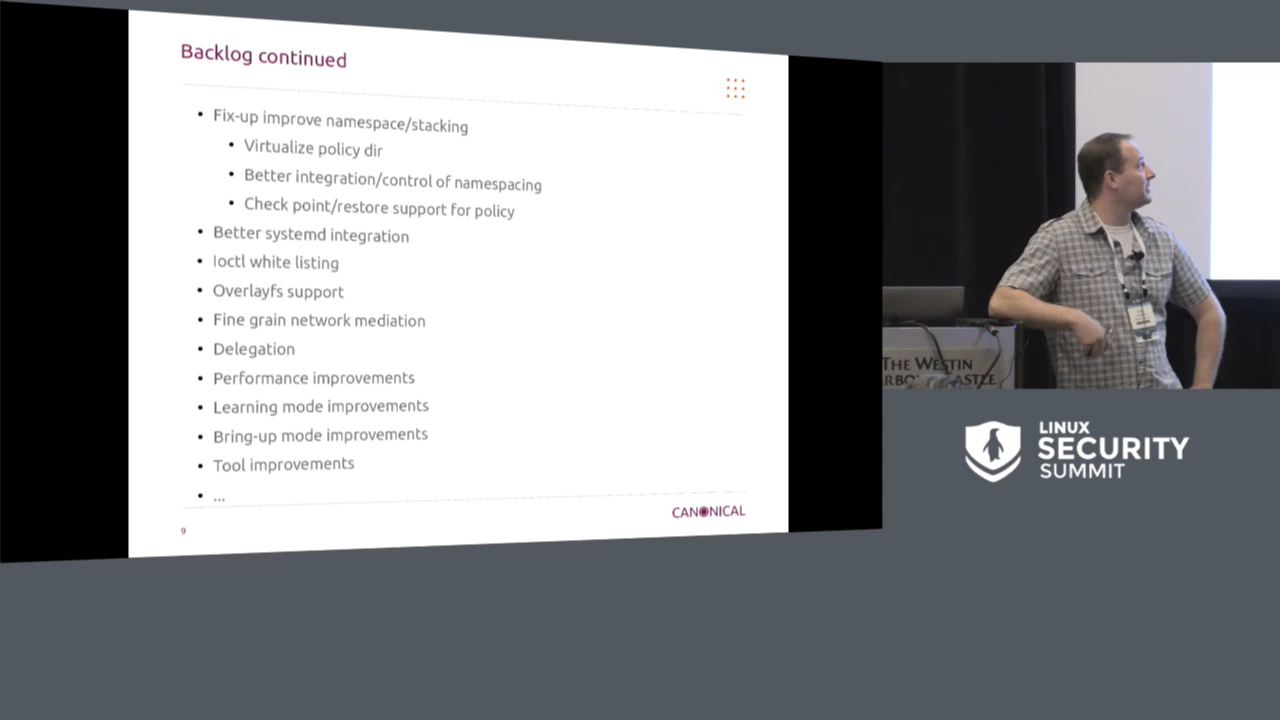 Backlog continued
• Fix-up improve namespace/stacking
• Virtualize policy dir
• Better integration/control of namespacing
• Check point/restore support for policy
• Better systemd integration
• Ioctl white listing
• Overlayfs support
• Fine grain network mediation
• Delegation
• Performance improvements
• Learning mode improvements
• Bring-up mode improvements
• Tool improvements
• ...
CANONICAL
9
THE WESTIN
LINUX
SECURITY
SUMMIT